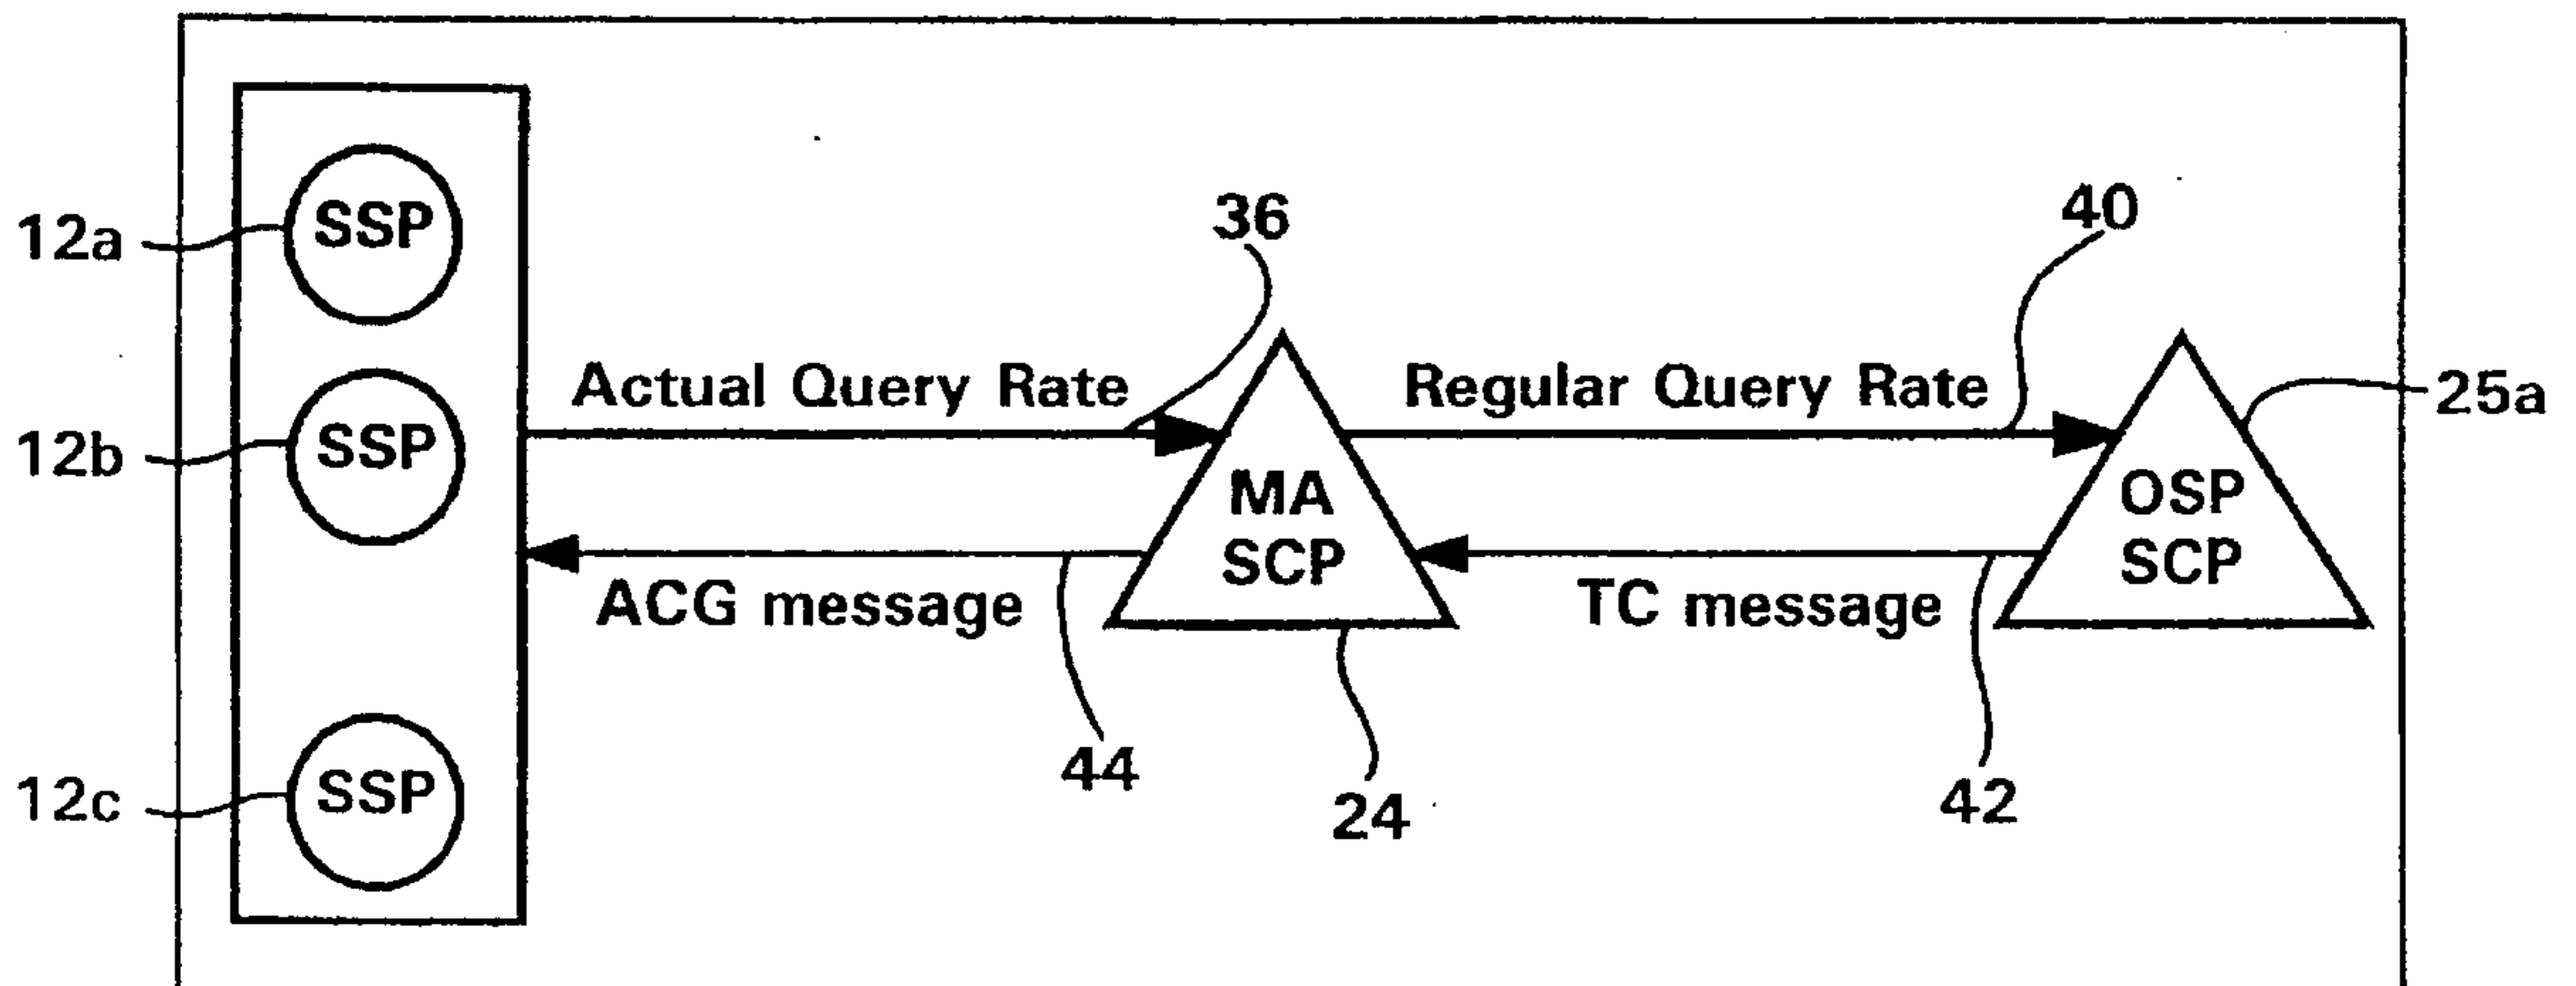 36
40
12a
SSP
Actual Query Rate
Regular Query Rate
25a
12b
SSP
MA
SCP
OSP
SCP
ACG message
TC message
44
24
42
12c
SSP